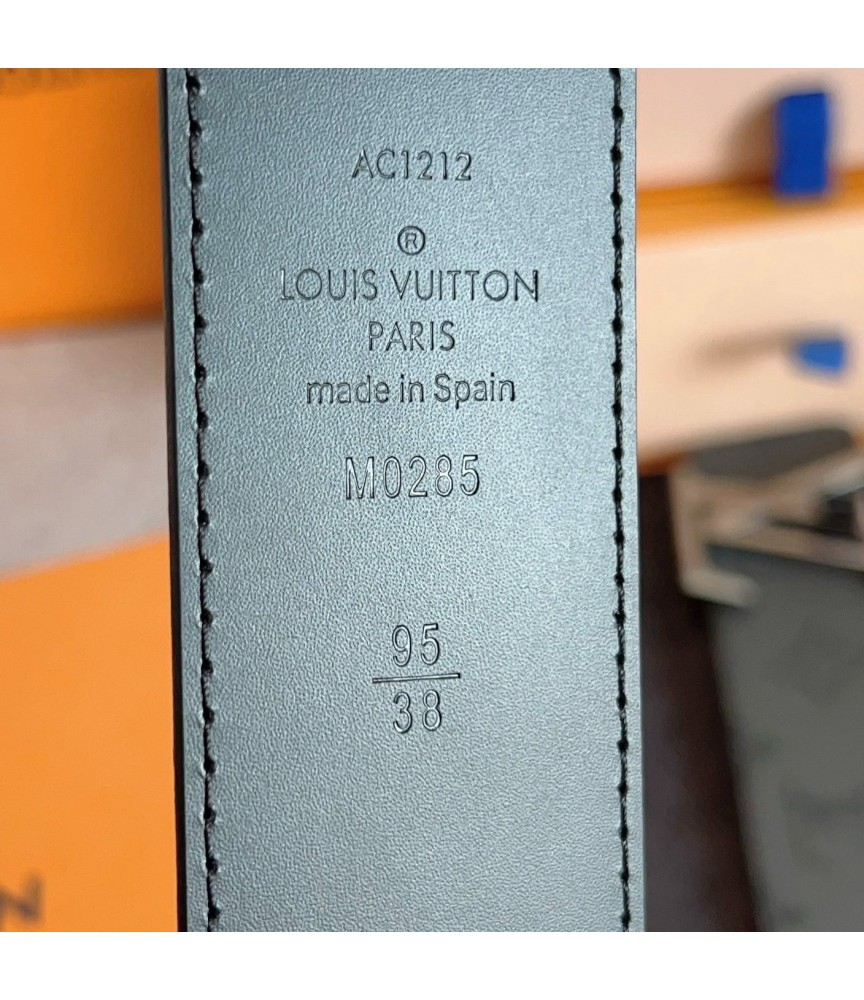 AC1212
®
LOUIS VUITTON
PARIS
made in Spain
M0285
95
38